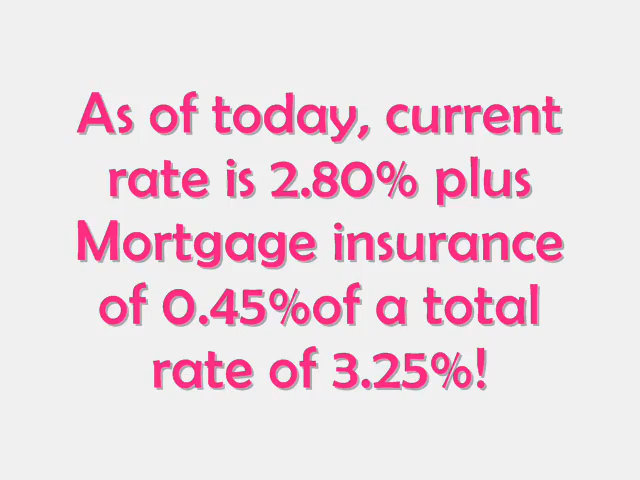 As of today, current
rate is 2.80% plus
Mortgage insurance
of 0.45%of a total
rate of 3.25%!